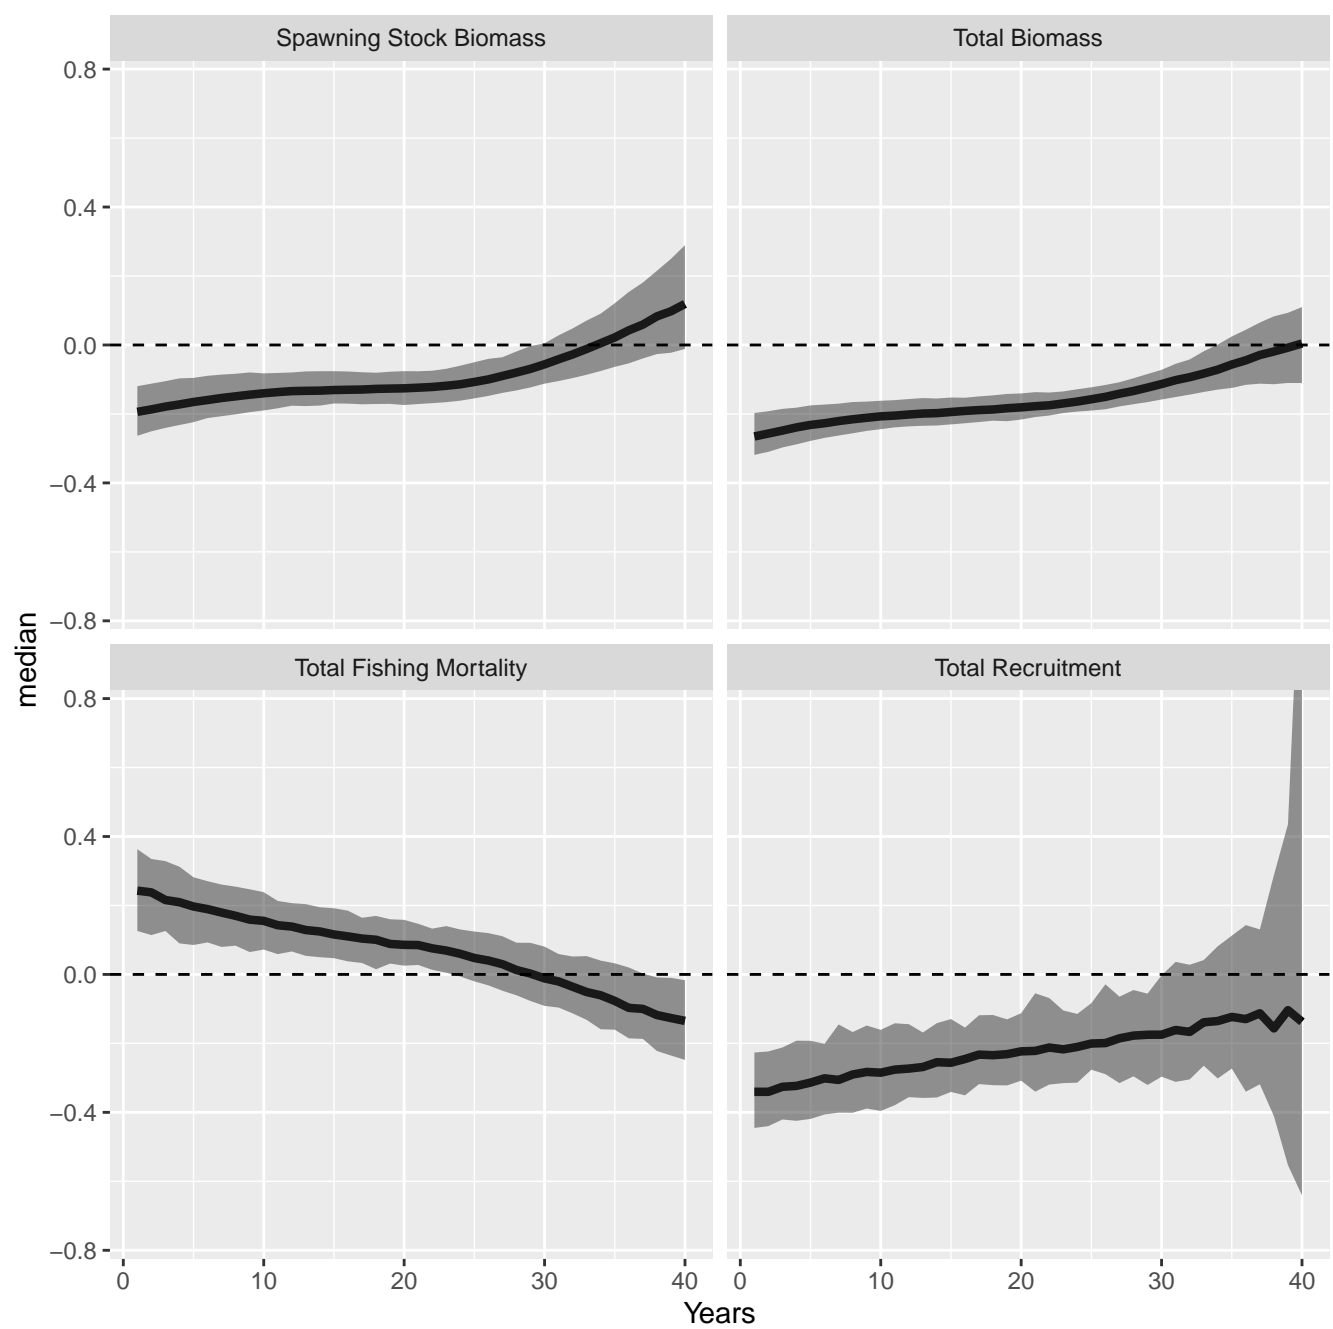 Spawning Stock Biomass
Total Biomass
0.8
0.4
0.0
−0.4
−0.8
median
Total Fishing Mortality
Total Recruitment
0.8
0.4
0.0
−0.4
−0.8
0 10 20 30 40
0 10 20 30 40
Years